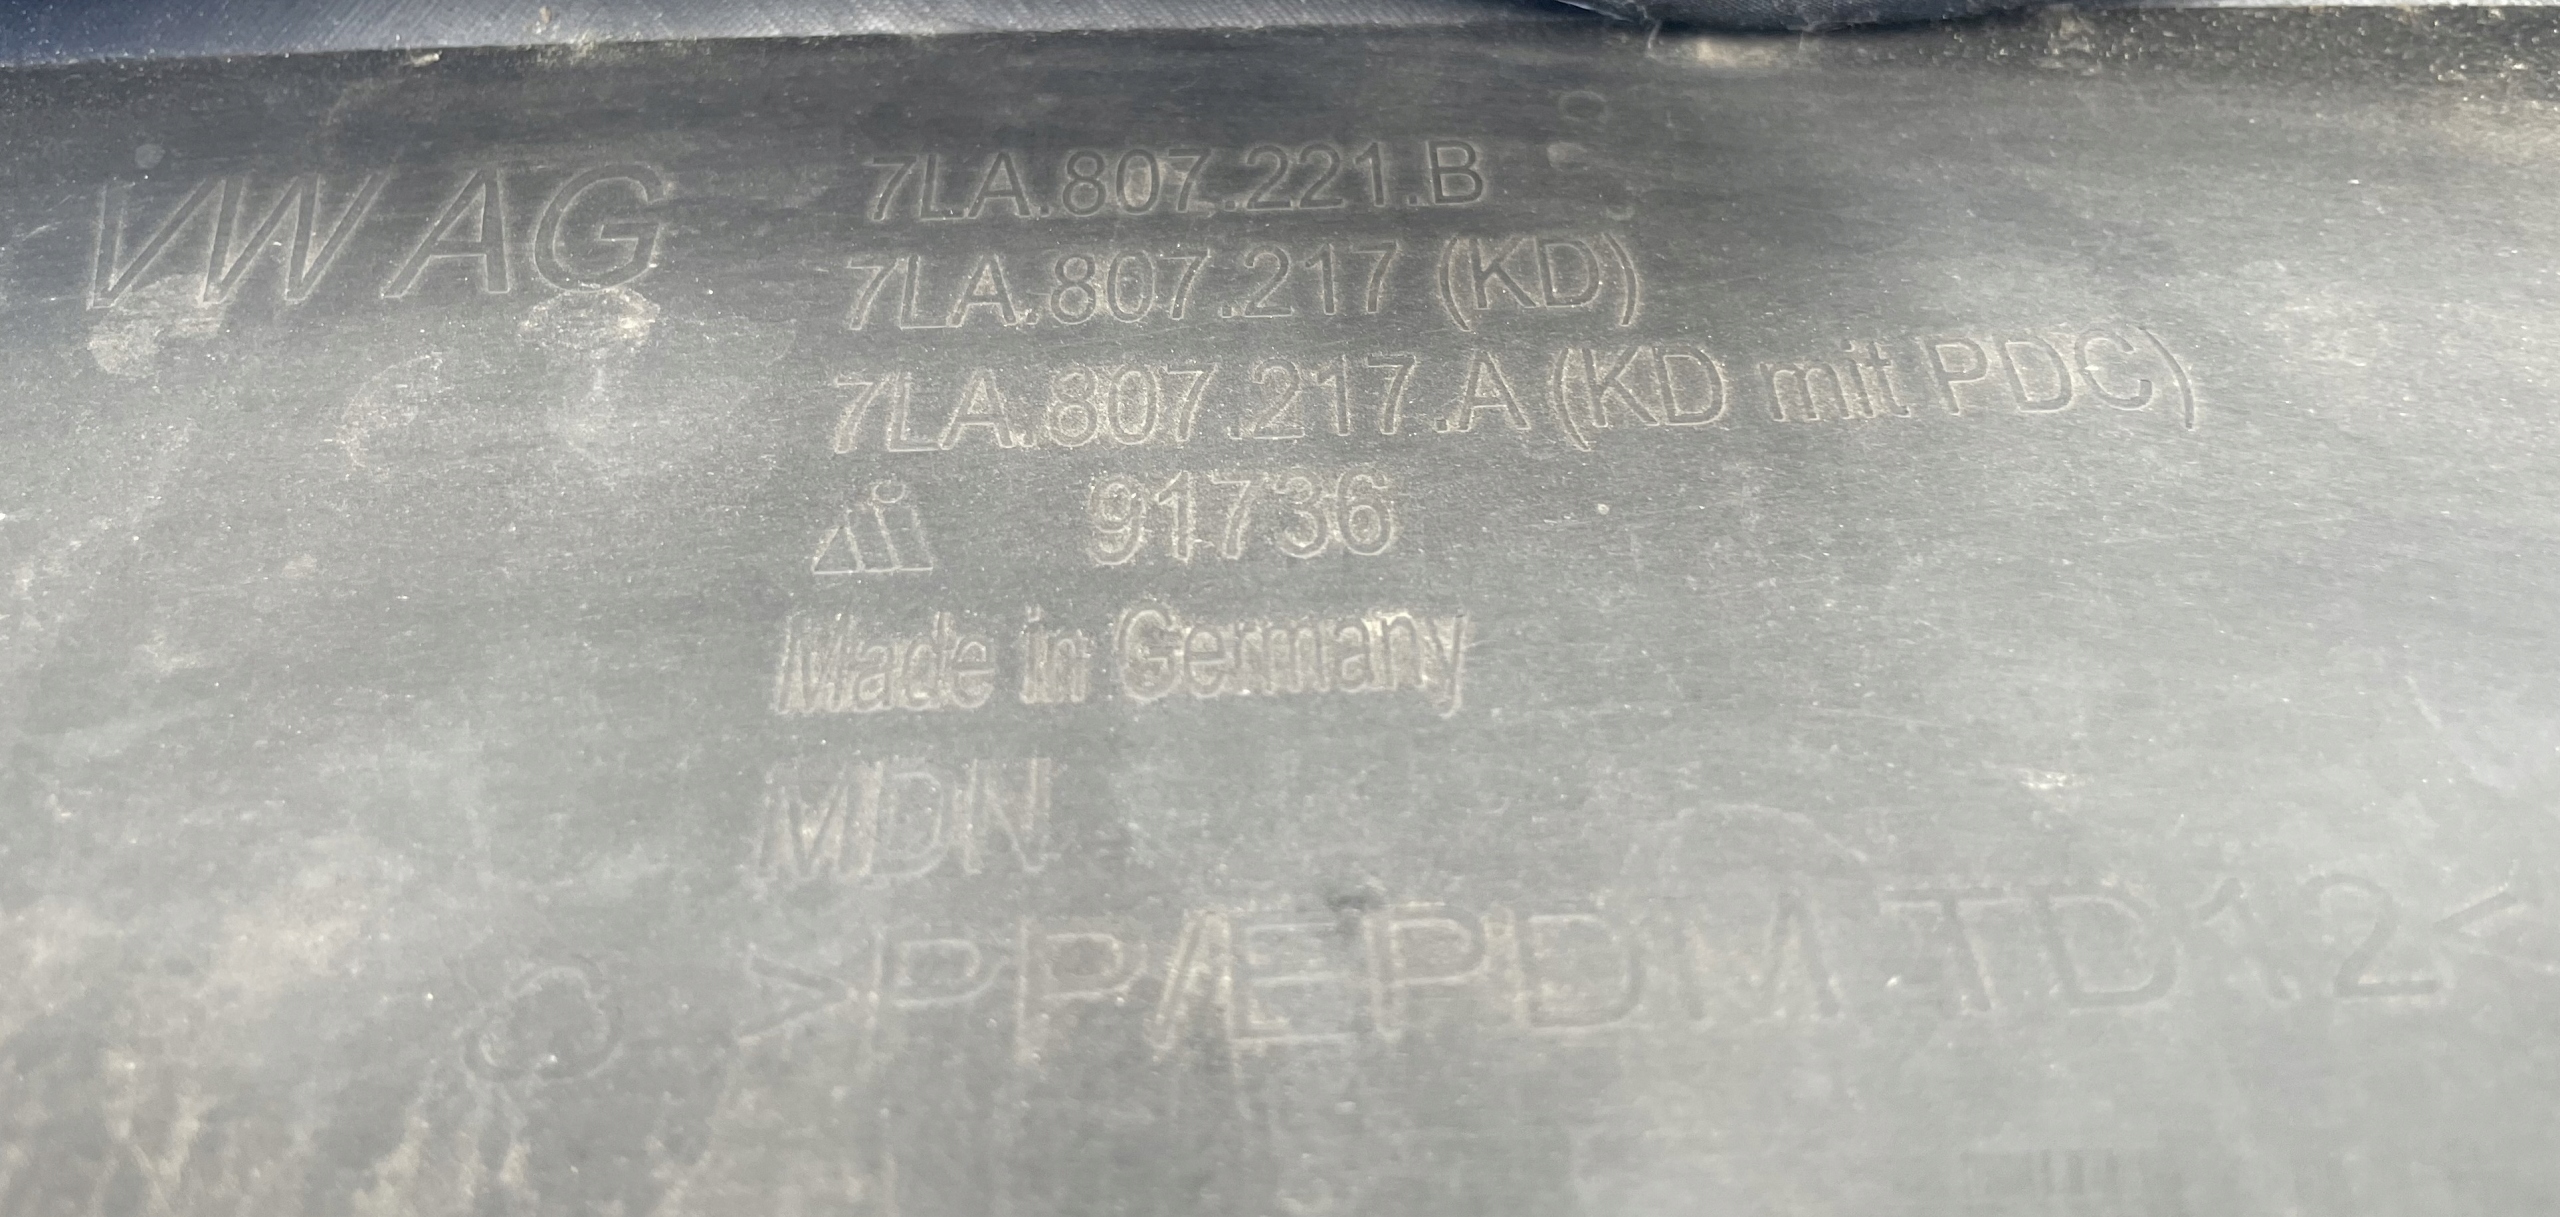 VW AG
7LA.807.221.B
7LA.807.217 (KD)
7LA.807.217.A (KD mit PDC)
91736
Made in Germany
MDN
>PP/EPDM TD12<